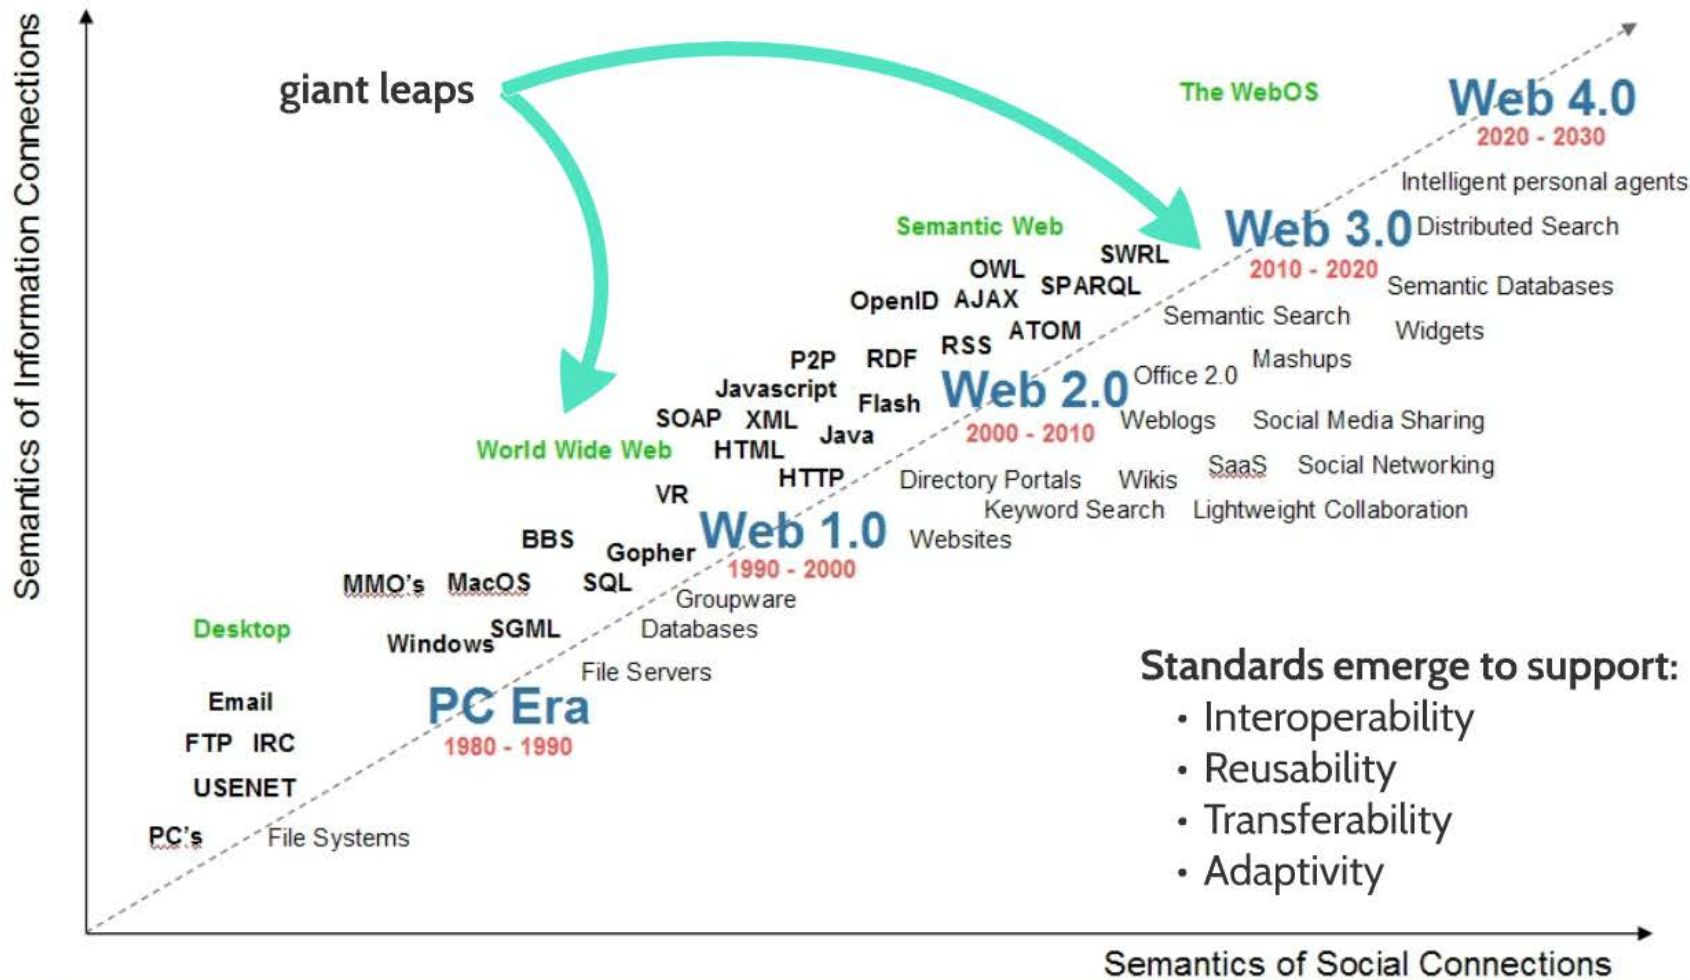 Semantics of Information Connections
giant leaps
The WebOS
Web 4.0
2020 - 2030
Intelligent personal agents
Semantic Web
Web 3.0
Distributed Search
SWRL
2010 - 2020
OWL
SPARQL
Semantic Databases
OpenID
AJAX
Semantic Search
ATOM
Widgets
RSS
P2P
RDF
Mashups
Web 2.0
Office 2.0
Javascript
Flash
SOAP
XML
2000 - 2010
Weblogs
Social Media Sharing
Java
World Wide Web
HTML
SaaS
Social Networking
HTTP
Directory Portals
Wikis
VR
Keyword Search
Lightweight Collaboration
Web 1.0
Websites
BBS
Gopher
1990 - 2000
MMO's
MacOS
SQL
Groupware
Desktop
SGML
Databases
Windows
File Servers
Standards emerge to support:
• Interoperability
• Reusability
• Transferability
• Adaptivity
Email
PC Era
1980 - 1990
FTP
IRC
USENET
PC's
File Systems
Semantics of Social Connections